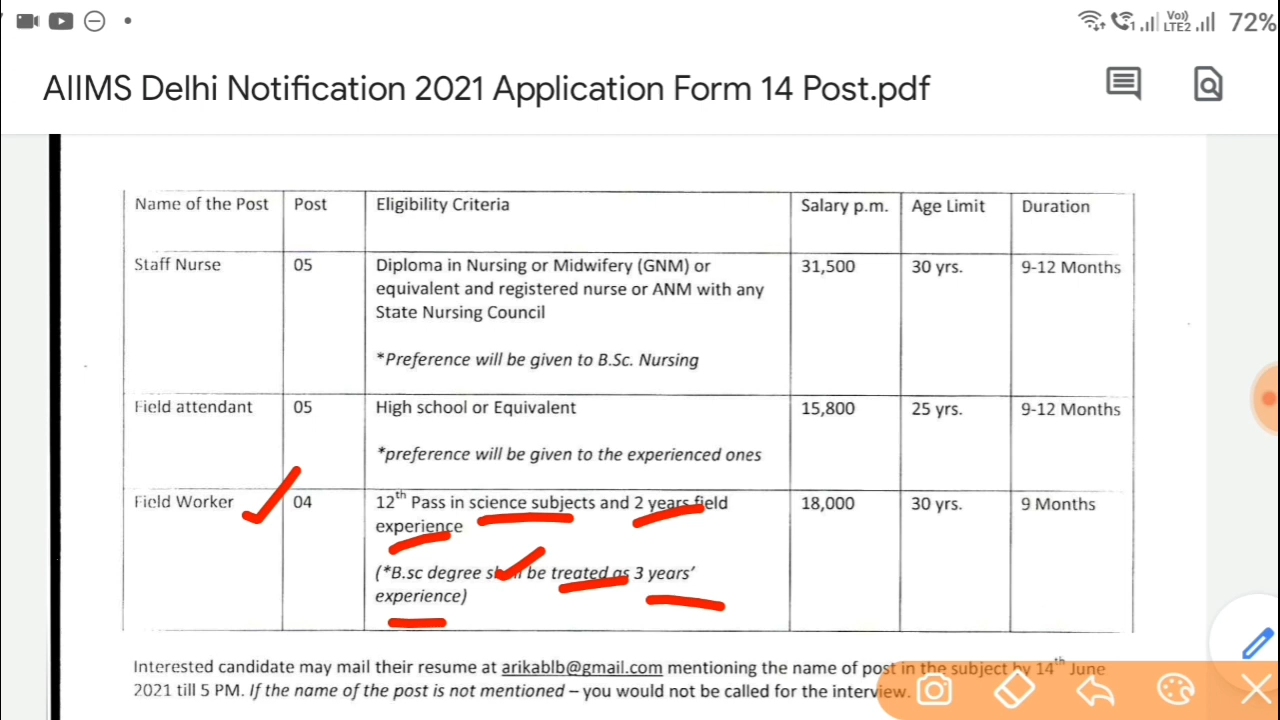 Vo)) LTE2 72%
AIIMS Delhi Notification 2021 Application Form 14 Post.pdf
Name of the Post Post Eligibility Criteria Salary p.m. Age Limit Duration
Staff Nurse 05 Diploma in Nursing or Midwifery (GNM) or 31,500 30 yrs. 9-12 Months
equivalent and registered nurse or ANM with any
State Nursing Council
*Preference will be given to B.Sc. Nursing
Field attendant 05 High school or Equivalent 15,800 25 yrs. 9-12 Months
*preference will be given to the experienced ones
Field Worker 04 12th Pass in science subjects and 2 years field 18,000 30 yrs. 9 Months
experience
(*B.sc degree shall be treated as 3 years’
experience)
Interested candidate may mail their resume at arikablb@gmail.com mentioning the name of post in the subject by 14th June
2021 till 5 PM. If the name of the post is not mentioned – you would not be called for the interview.